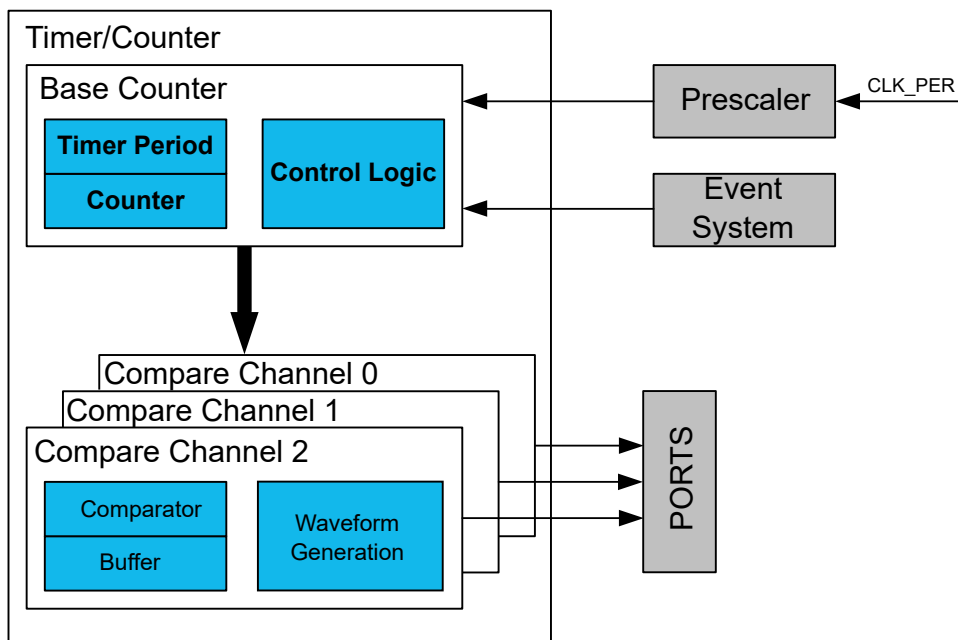 Timer/Counter
Base Counter
Timer Period
Counter
Control Logic
Prescaler
CLK_PER
Event
System
Compare Channel 0
Compare Channel 1
Compare Channel 2
Comparator
Buffer
Waveform
Generation
PORTS